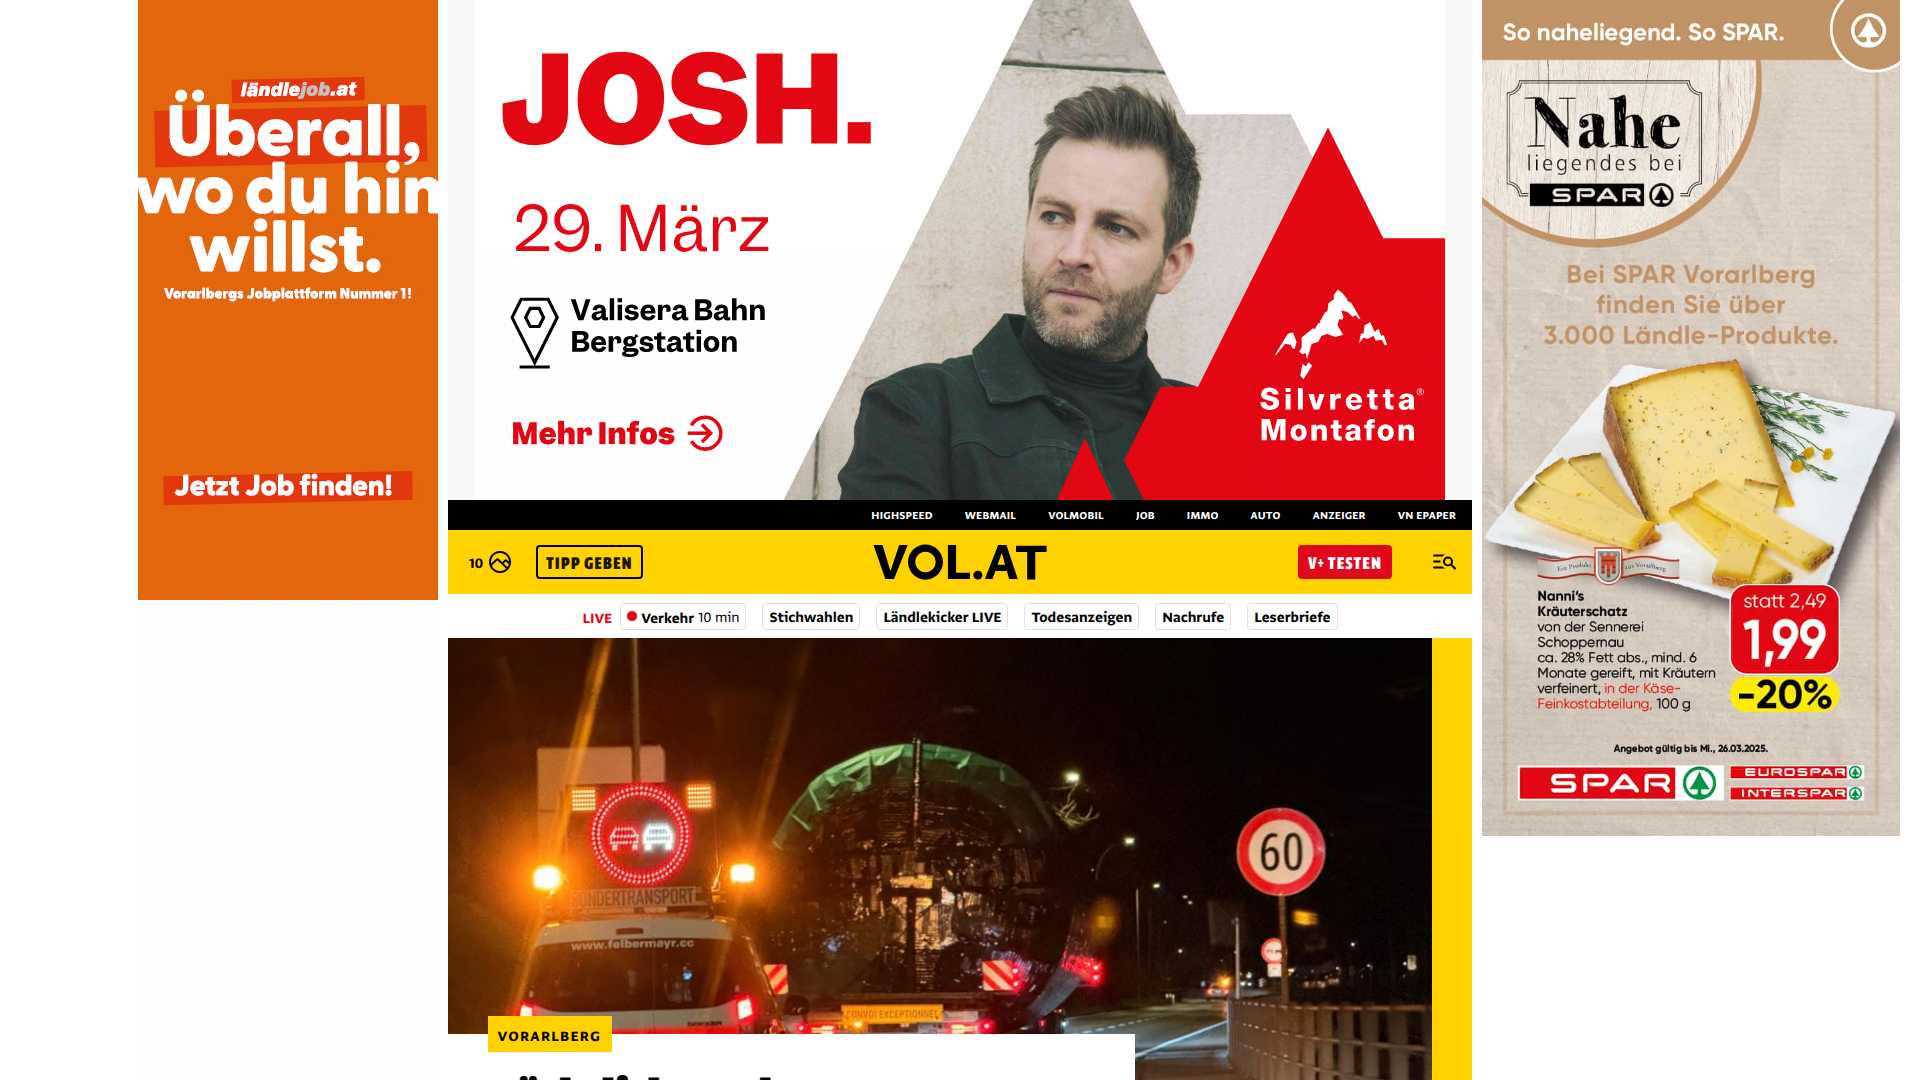 ländlejob.at
Überall,
wo du hin
willst.
Vorarlbergs Jobplattform Nummer 1!
Jetzt Job finden!
JOSH.
29. März
Valisera Bahn
Bergstation
Mehr Infos
Silvretta®
Montafon
So naheliegend. So SPAR.
Nahe
liegendes bei
SPAR
Bei SPAR Vorarlberg
finden Sie über
3.000 Ländle-Produkte.
Ein Produkt aus Vorarlberg
Nanni's
Kräuterschatz
von der Sennerei
Schoppernau
ca. 28% Fett abs., mind. 6
Monate gereift, mit Kräutern
verfeinert, in der Käse-
Feinkostabteilung, 100 g
statt 2,49
1,99
-20%
Angebot gültig bis Mi., 26.03.2025.
SPAR
EUROSPAR
INTERSPAR
HIGHSPEED WEBMAIL VOLMOBIL JOB IMMO AUTO ANZEIGER VN EPAPER
10 TIPP GEBEN VOL.AT V+ TESTEN
LIVE Verkehr 10 min Stichwahlen Ländlekicker LIVE Todesanzeigen Nachrufe Leserbriefe
60
SONDERTRANSPORT
www.felbermayr.cc
CONVOI EXCEPTIONNEL
VORARLBERG